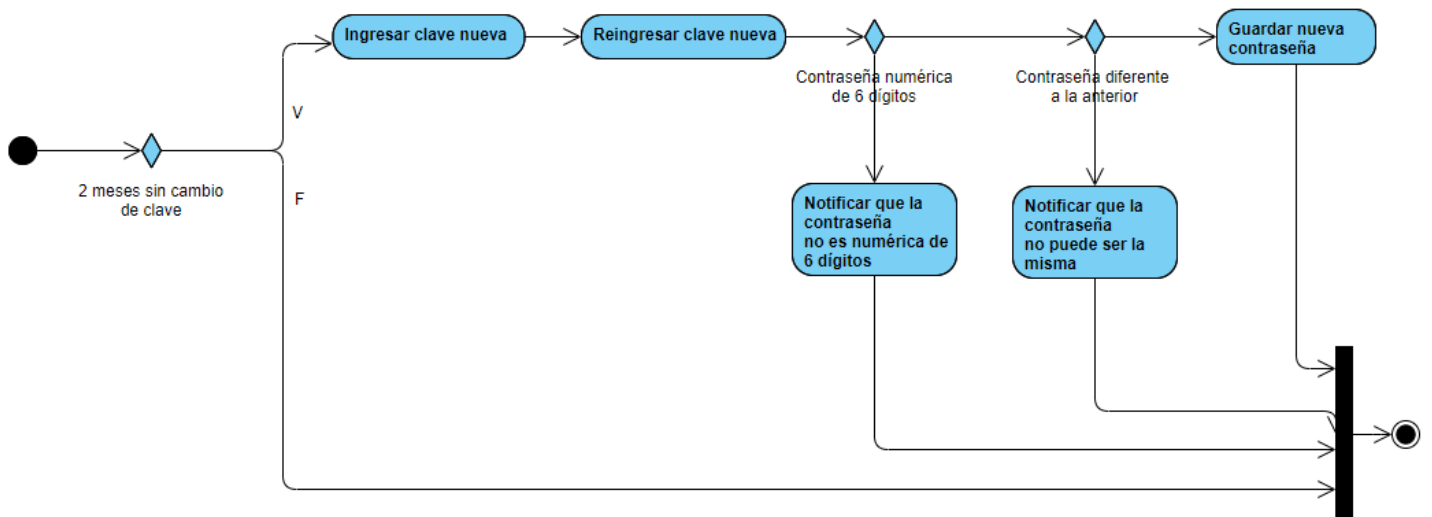 Ingresar clave nueva
Reingresar clave nueva
Guardar nueva
contraseña
Contraseña numérica
de 6 dígitos
Contraseña diferente
a la anterior
V
2 meses sin cambio
de clave
F
Notificar que la
contraseña
no es numérica de
6 dígitos
Notificar que la
contraseña
no puede ser la
misma